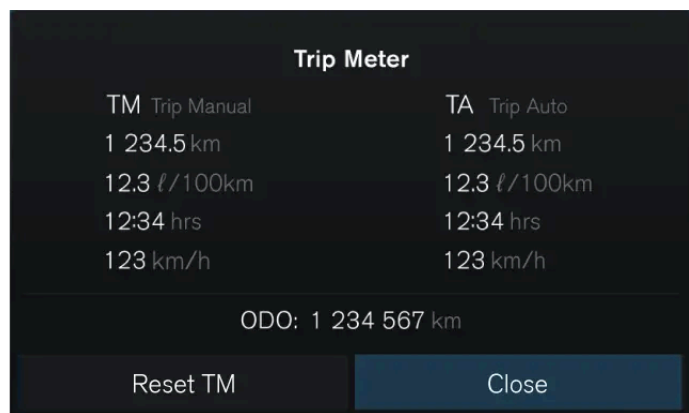 Trip Meter
TM Trip Manual TA Trip Auto
1 234.5 km 1 234.5 km
12.3 ℓ/100km 12.3 ℓ/100km
12:34 hrs 12:34 hrs
123 km/h 123 km/h
ODO: 1 234 567 km
Reset TM Close